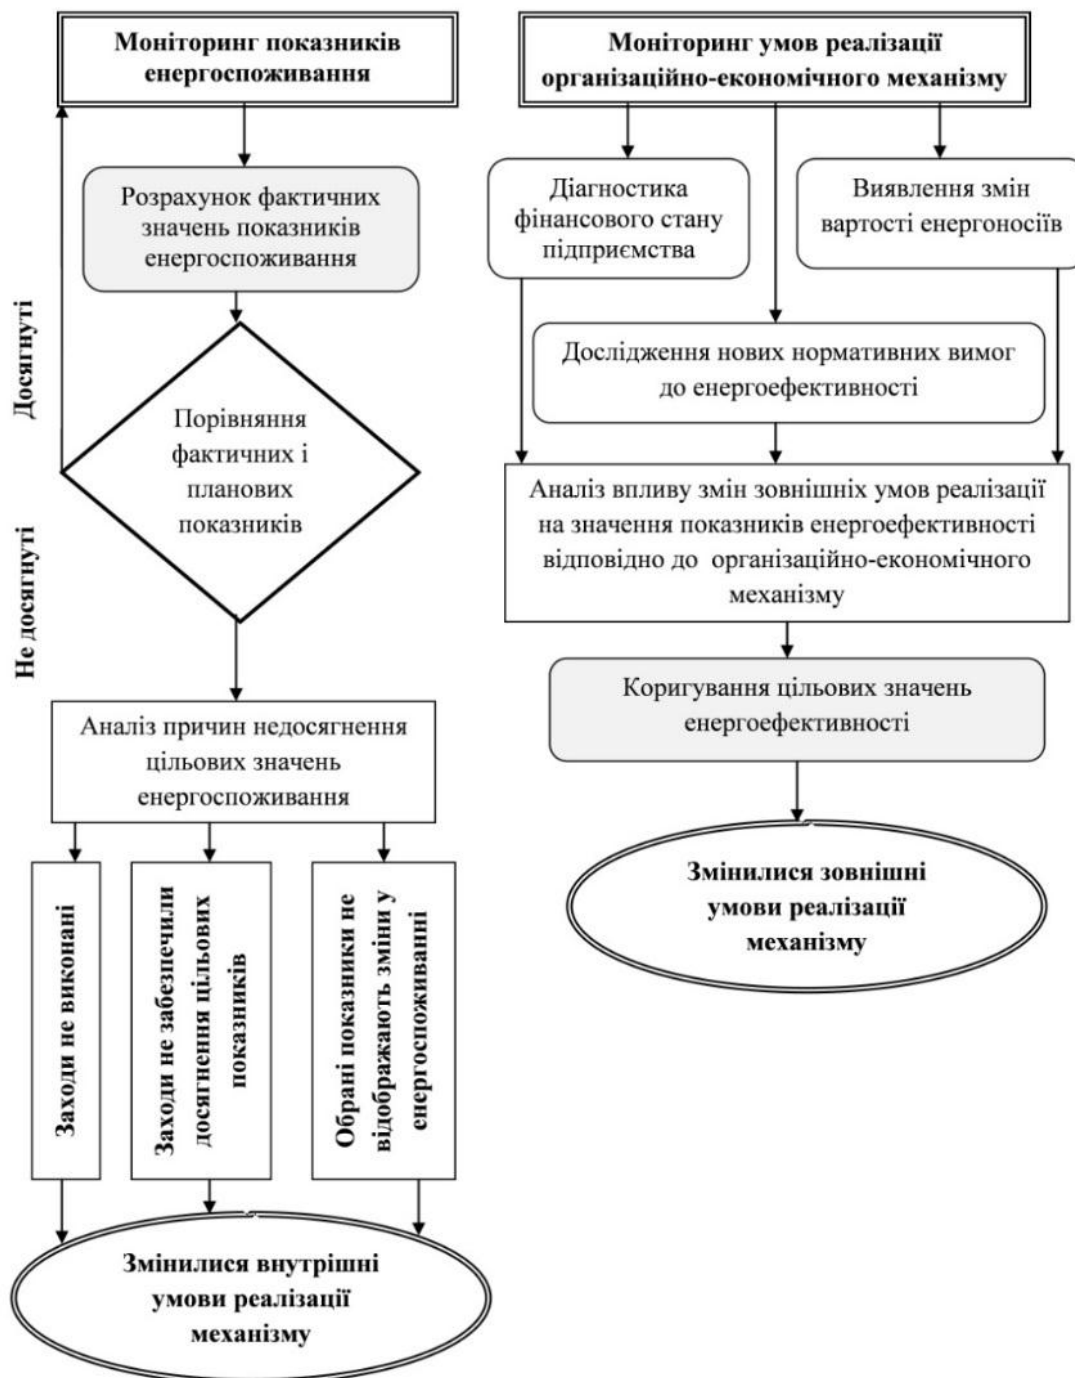 Моніторинг показників
енергоспоживання
Розрахунок фактичних
значень показників
енергоспоживання
Досягнуті
Порівняння
фактичних і
планових
показників
Не досягнуті
Аналіз причин недосягнення
цільових значень
енергоспоживання
Заходи не виконані
Заходи не забезпечили
досягнення цільових
показників
Обрані показники не
відображають зміни у
енергоспоживанні
Змінилися внутрішні
умови реалізації
механізму
Моніторинг умов реалізації
організаційно-економічного механізму
Діагностика
фінансового стану
підприємства
Виявлення змін
вартості енергоносіїв
Дослідження нових нормативних вимог
до енергоефективності
Аналіз впливу змін зовнішніх умов реалізації
на значення показників енергоефективності
відповідно до організаційно-економічного
механізму
Коригування цільових значень
енергоефективності
Змінилися зовнішні
умови реалізації
механізму